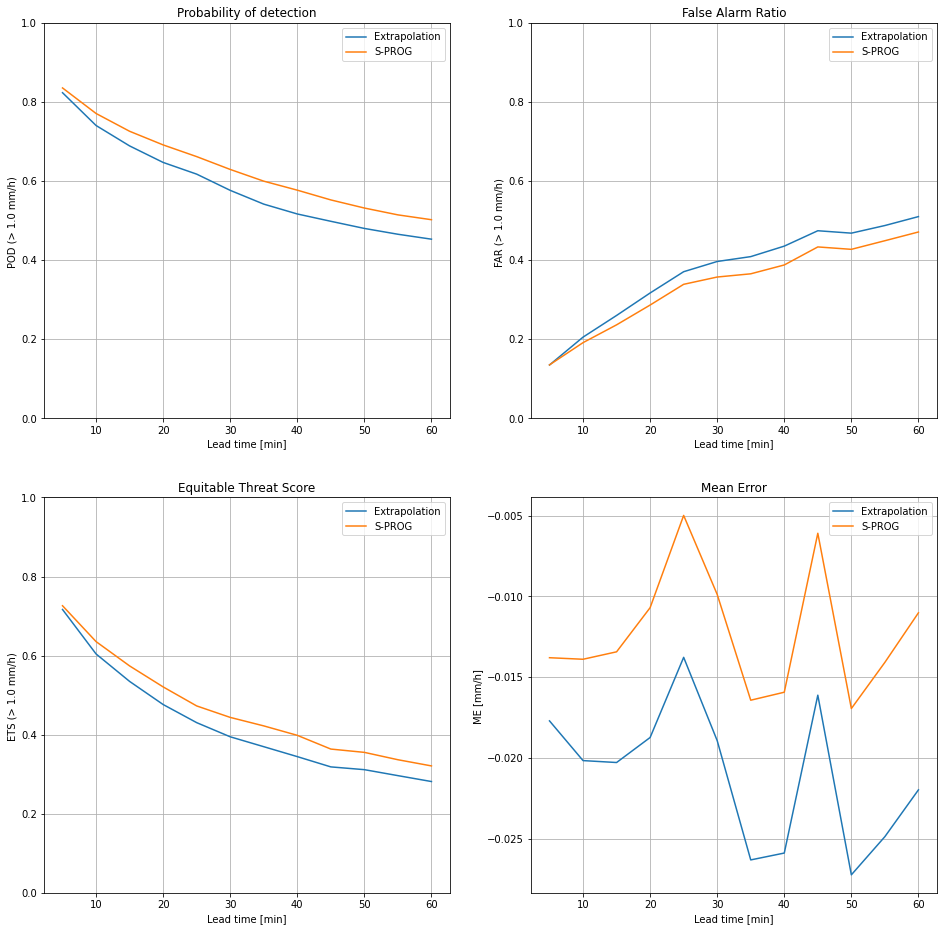 Probability of detection
1.0
0.8
0.6
0.4
0.2
0.0
POD (> 1.0 mm/h)
Extrapolation
S-PROG
10 20 30 40 50 60
Lead time [min]
False Alarm Ratio
1.0
0.8
0.6
0.4
0.2
0.0
FAR (> 1.0 mm/h)
Extrapolation
S-PROG
10 20 30 40 50 60
Lead time [min]
Equitable Threat Score
1.0
0.8
0.6
0.4
0.2
0.0
ETS (> 1.0 mm/h)
Extrapolation
S-PROG
10 20 30 40 50 60
Lead time [min]
Mean Error
−0.005
−0.010
−0.015
−0.020
−0.025
ME [mm/h]
Extrapolation
S-PROG
10 20 30 40 50 60
Lead time [min]